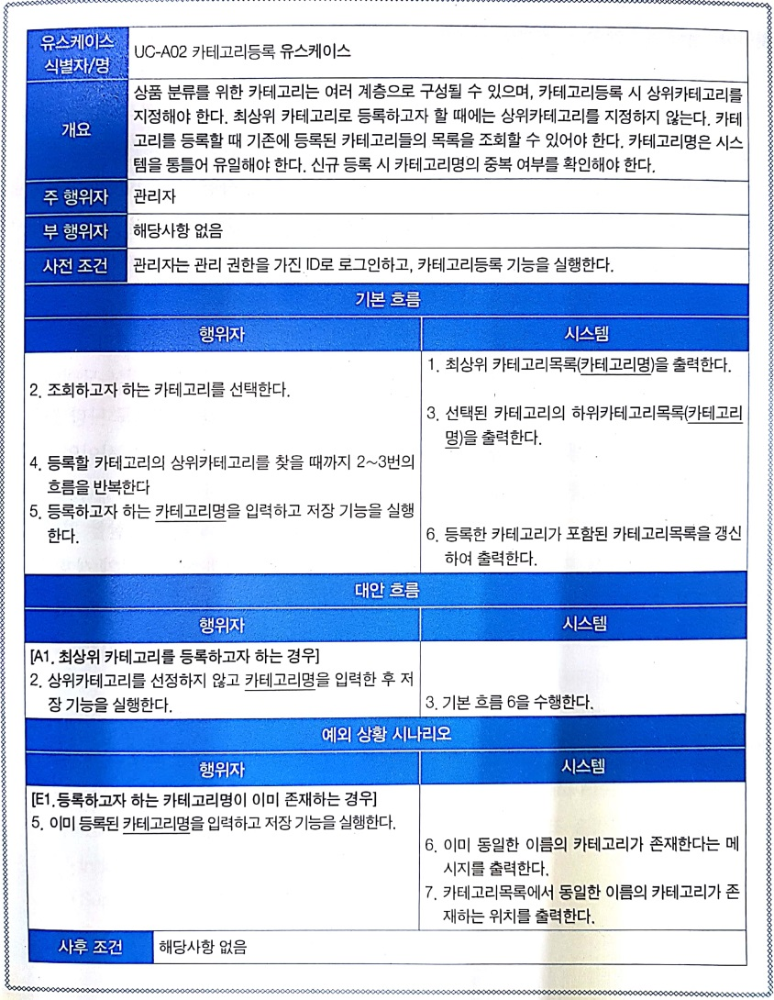 유스케이스
식별자/명
UC-A02 카테고리등록 유스케이스
개요
상품 분류를 위한 카테고리는 여러 계층으로 구성될 수 있으며, 카테고리등록 시 상위카테고리를
지정해야 한다. 최상위 카테고리로 등록하고자 할 때에는 상위카테고리를 지정하지 않는다. 카테
고리를 등록할 때 기존에 등록된 카테고리들의 목록을 조회할 수 있어야 한다. 카테고리명은 시스
템을 통틀어 유일해야 한다. 신규 등록 시 카테고리명의 중복 여부를 확인해야 한다.
주 행위자
관리자
부 행위자
해당사항 없음
사전 조건
관리자는 관리 권한을 가진 ID로 로그인하고, 카테고리등록 기능을 실행한다.
기본 흐름
행위자
시스템
1. 최상위 카테고리목록(카테고리명)을 출력한다.
2. 조회하고자 하는 카테고리를 선택한다.
3. 선택된 카테고리의 하위카테고리목록(카테고리
명)을 출력한다.
4. 등록할 카테고리의 상위카테고리를 찾을 때까지 2~3번의
흐름을 반복한다
5. 등록하고자 하는 카테고리명을 입력하고 저장 기능을 실행
한다.
6. 등록한 카테고리가 포함된 카테고리목록을 갱신
하여 출력한다.
대안 흐름
행위자
시스템
[A1. 최상위 카테고리를 등록하고자 하는 경우]
2. 상위카테고리를 선정하지 않고 카테고리명을 입력한 후 저
장 기능을 실행한다.
3. 기본 흐름 6을 수행한다.
예외 상황 시나리오
행위자
시스템
[E1.등록하고자 하는 카테고리명이 이미 존재하는 경우]
5. 이미 등록된 카테고리명을 입력하고 저장 기능을 실행한다.
6. 이미 동일한 이름의 카테고리가 존재한다는 메
시지를 출력한다.
7. 카테고리목록에서 동일한 이름의 카테고리가 존
재하는 위치를 출력한다.
사후 조건
해당사항 없음